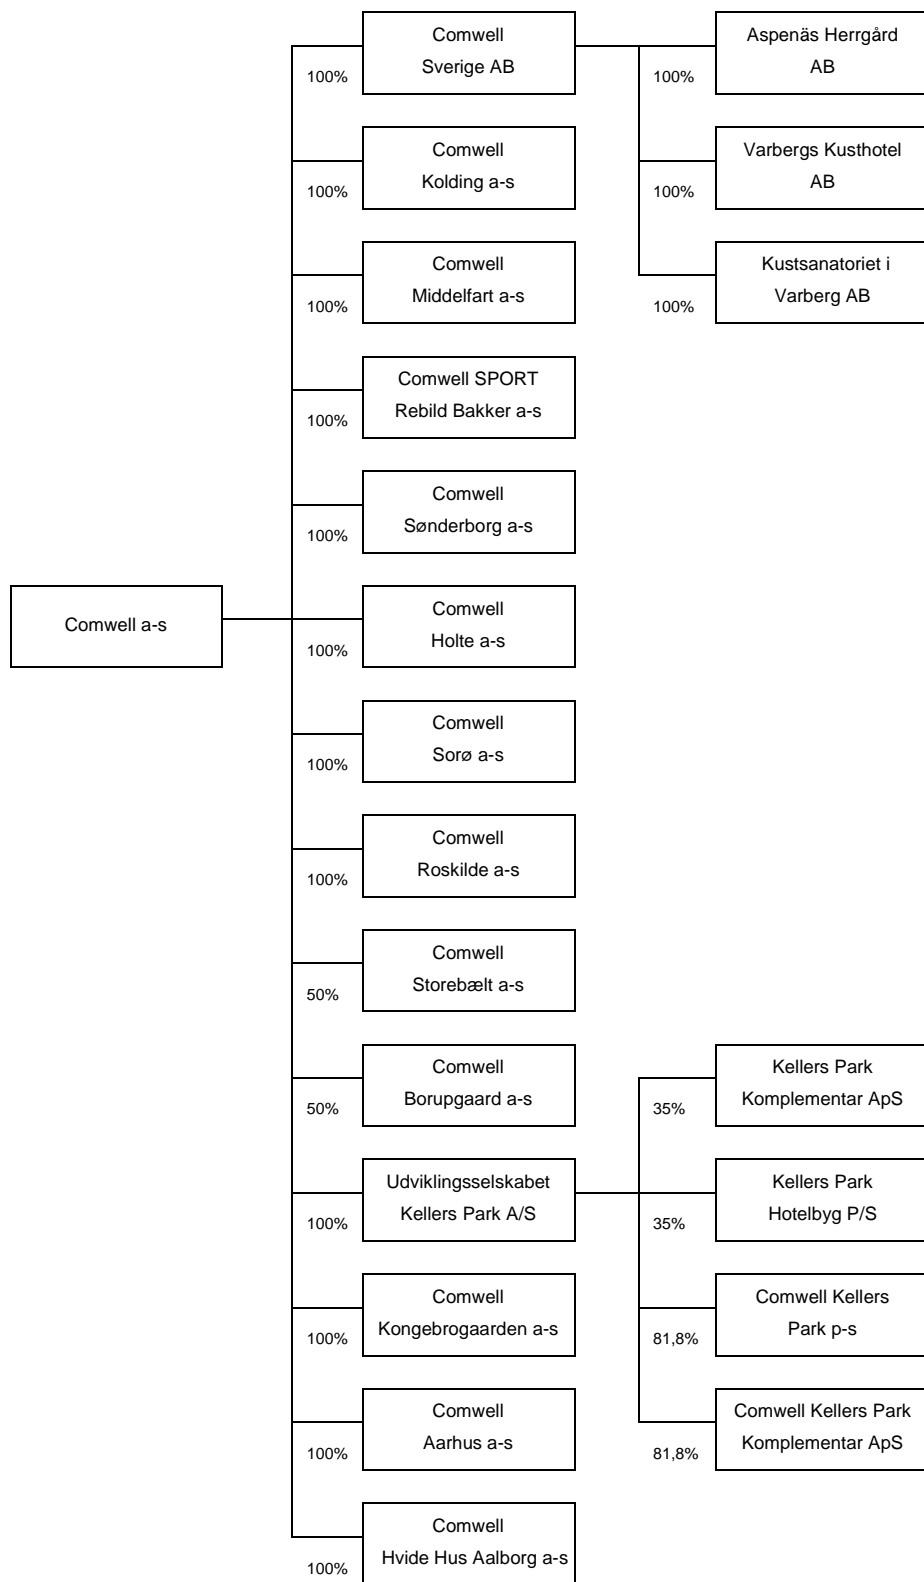 Comwell
Sverige AB
Aspenäs Herrgård
AB
100%
100%
Comwell
Kolding a-s
Varbergs Kusthotel
AB
100%
100%
Comwell
Middelfart a-s
Kustsanatoriet i
Varberg AB
100%
100%
Comwell SPORT
Rebild Bakker a-s
100%
Comwell
Sønderborg a-s
100%
Comwell a-s
Comwell
Holte a-s
100%
Comwell
Sorø a-s
100%
Comwell
Roskilde a-s
100%
Comwell
Storebælt a-s
50%
Comwell
Borupgaard a-s
Kellers Park
Komplementar ApS
50%
35%
Udviklingsselskabet
Kellers Park A/S
Kellers Park
Hotelbyg P/S
100%
35%
Comwell
Kongebrogaarden a-s
Comwell Kellers
Park p-s
100%
81,8%
Comwell
Aarhus a-s
Comwell Kellers Park
Komplementar ApS
100%
81,8%
Comwell
Hvide Hus Aalborg a-s
100%